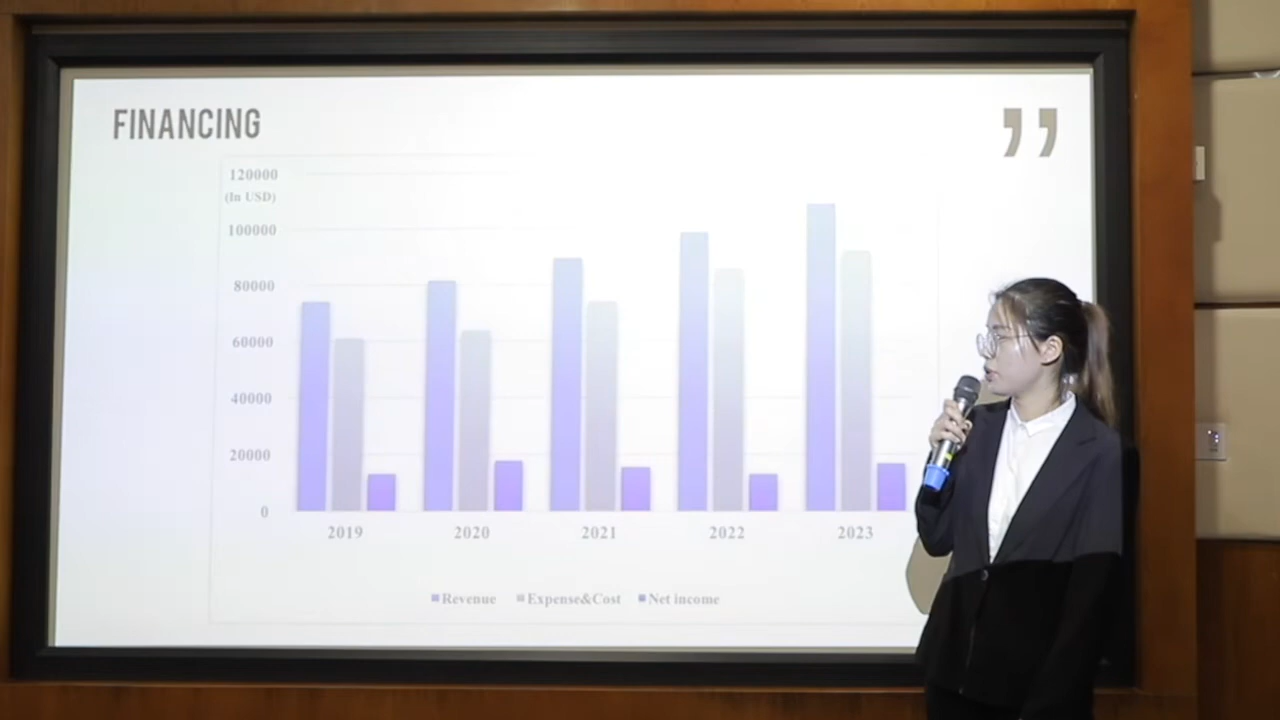 FINANCING
”
120000
(In USD)
100000
80000
60000
40000
20000
0
2019 2020 2021 2022 2023
Revenue Expense&Cost Net income